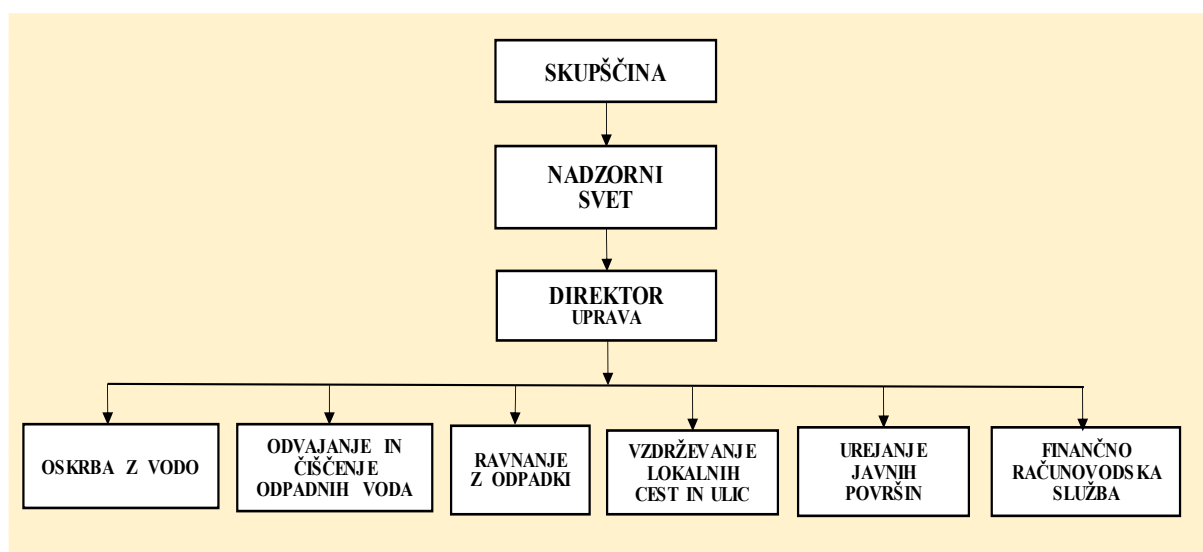 SKUPŠČINA
NADZORNI
SVET
DIREKTOR
UPRAVA
OSKRBA Z VODO
ODVAJANJE IN
ČIŠČENJE
ODPADNIH VODA
RAVNANJE
Z ODPADKI
VZDRŽEVANJE
LOKALNIH
CEST IN ULIC
UREJANJE
JAVNIH
POVRŠIN
FINANČNO
RAČUNOVODSKA
SLUŽBA